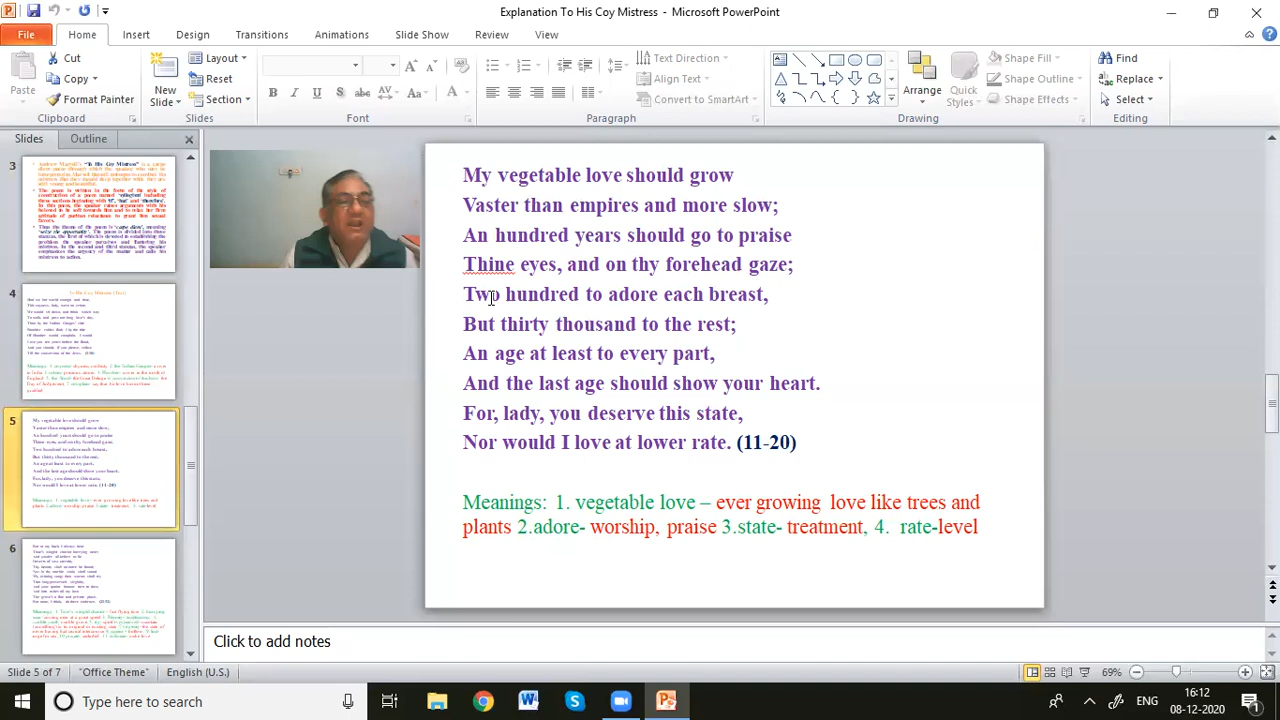 Explanation To His Coy Mistress - Microsoft PowerPoint
File Home Insert Design Transitions Animations Slide Show Review View
Paste Cut Copy Format Painter
New Slide Layout Reset Section
Text Direction Align Text Convert to SmartArt
Arrange Quick Styles Shape Fill Shape Outline Shape Effects
Find Replace Select
Clipboard Slides Font Paragraph Drawing Editing
Slides Outline
3
4
5
6
My vegetable love should grow
Vaster than empires and more slow;
An hundred years should go to praise
Thine eyes, and on thy forehead gaze;
Two hundred to adore each breast,
But thirty thousand to the rest;
An age at least to every part,
And the last age should show your heart.
For, lady, you deserve this state,
Nor would I love at lower rate. (11-20)
Meanings: 1. vegetable love – ever growing love like trees and
plants 2.adore- worship, praise 3.state- treatment, 4. rate-level
Click to add notes
Slide 5 of 7 "Office Theme" English (U.S.) 69%
Type here to search
ENG
16:12
08-12-2020